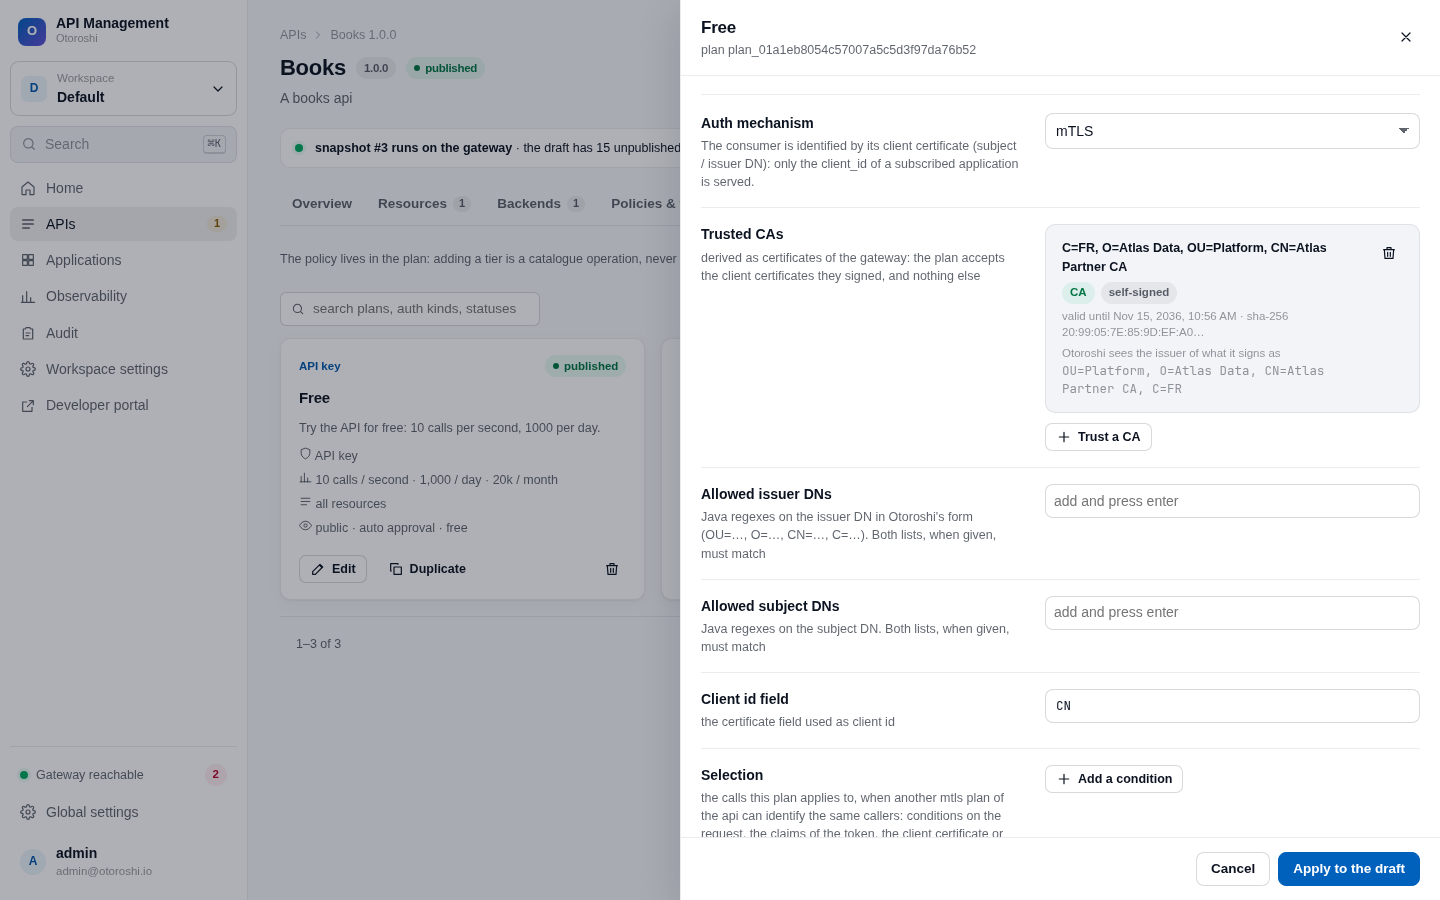 O
API Management
Otoroshi
D
Workspace
Default
Search
⌘K
Home
APIs
1
Applications
Observability
Audit
Workspace settings
Developer portal
Gateway reachable
2
Global settings
A
admin
admin@otoroshi.io
APIs
Books 1.0.0
Books
1.0.0
published
A books api
snapshot #3 runs on the gateway · the draft has 15 unpublished
Overview
Resources 1
Backends 1
Policies &
The policy lives in the plan: adding a tier is a catalogue operation, never
search plans, auth kinds, statuses
API key
published
Free
Try the API for free: 10 calls per second, 1000 per day.
API key
10 calls / second · 1,000 / day · 20k / month
all resources
public · auto approval · free
Edit
Duplicate
1–3 of 3
Free
plan plan_01a1eb8054c57007a5c5d3f97da76b52
Auth mechanism
The consumer is identified by its client certificate (subject
/ issuer DN): only the client_id of a subscribed application
is served.
mTLS
Trusted CAs
derived as certificates of the gateway: the plan accepts
the client certificates they signed, and nothing else
C=FR, O=Atlas Data, OU=Platform, CN=Atlas
Partner CA
CA
self-signed
valid until Nov 15, 2036, 10:56 AM · sha-256
20:99:05:7E:85:9D:EF:A0…
Otoroshi sees the issuer of what it signs as
OU=Platform, O=Atlas Data, CN=Atlas
Partner CA, C=FR
Trust a CA
Allowed issuer DNs
Java regexes on the issuer DN in Otoroshi's form
(OU=…, O=…, CN=…, C=…). Both lists, when given,
must match
add and press enter
Allowed subject DNs
Java regexes on the subject DN. Both lists, when given,
must match
add and press enter
Client id field
the certificate field used as client id
CN
Selection
the calls this plan applies to, when another mtls plan of
the api can identify the same callers: conditions on the
request, the claims of the token, the client certificate or
Add a condition
Cancel
Apply to the draft